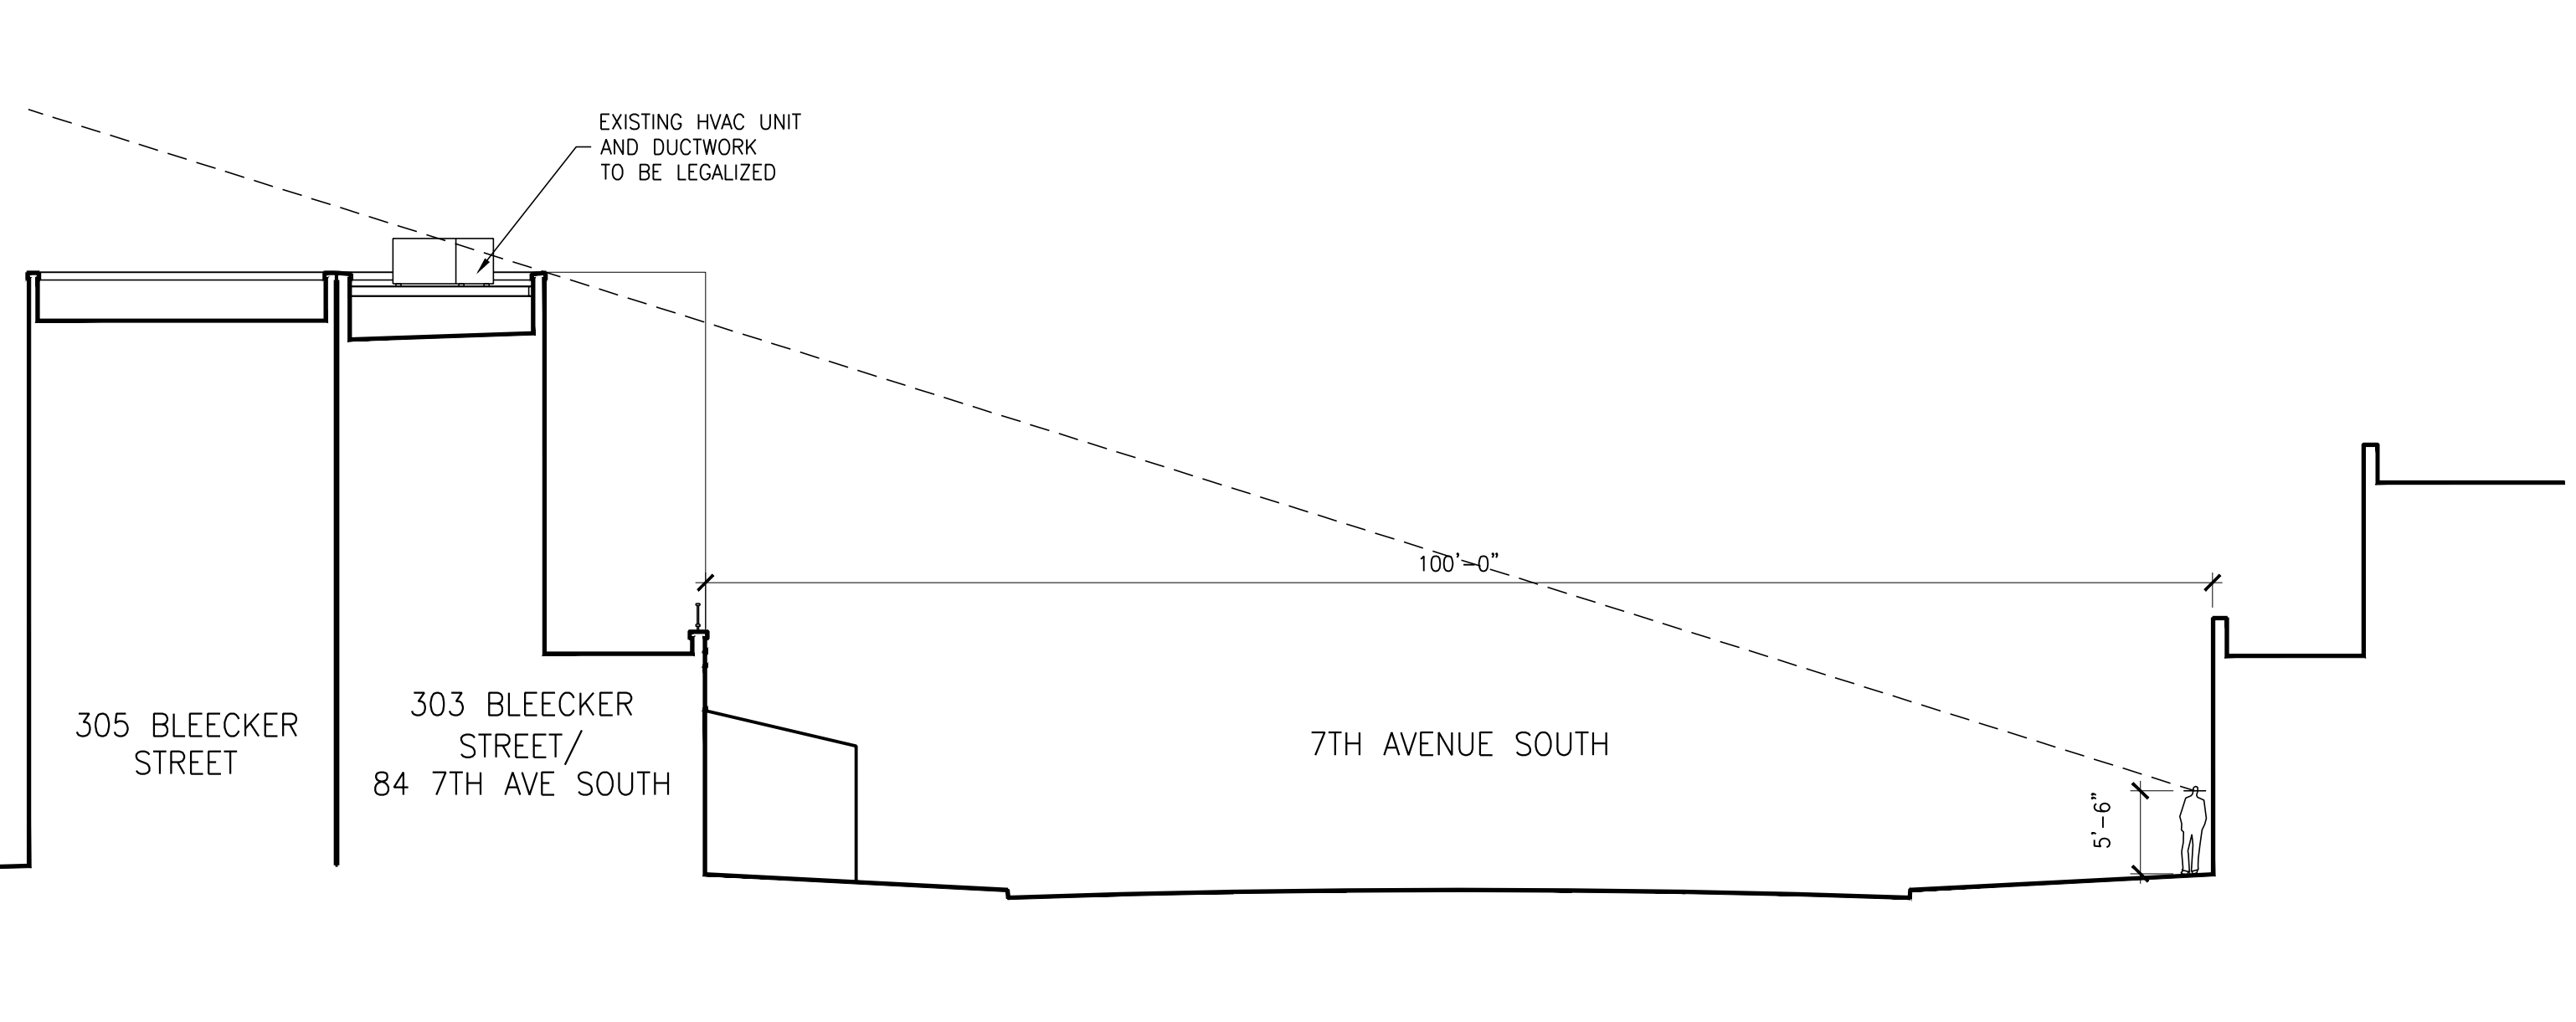 EXISTING HVAC UNIT
AND DUCTWORK
TO BE LEGALIZED
100'-0"
305 BLEECKER
STREET
303 BLEECKER
STREET/
84 7TH AVE SOUTH
7TH AVENUE SOUTH
5'-6"